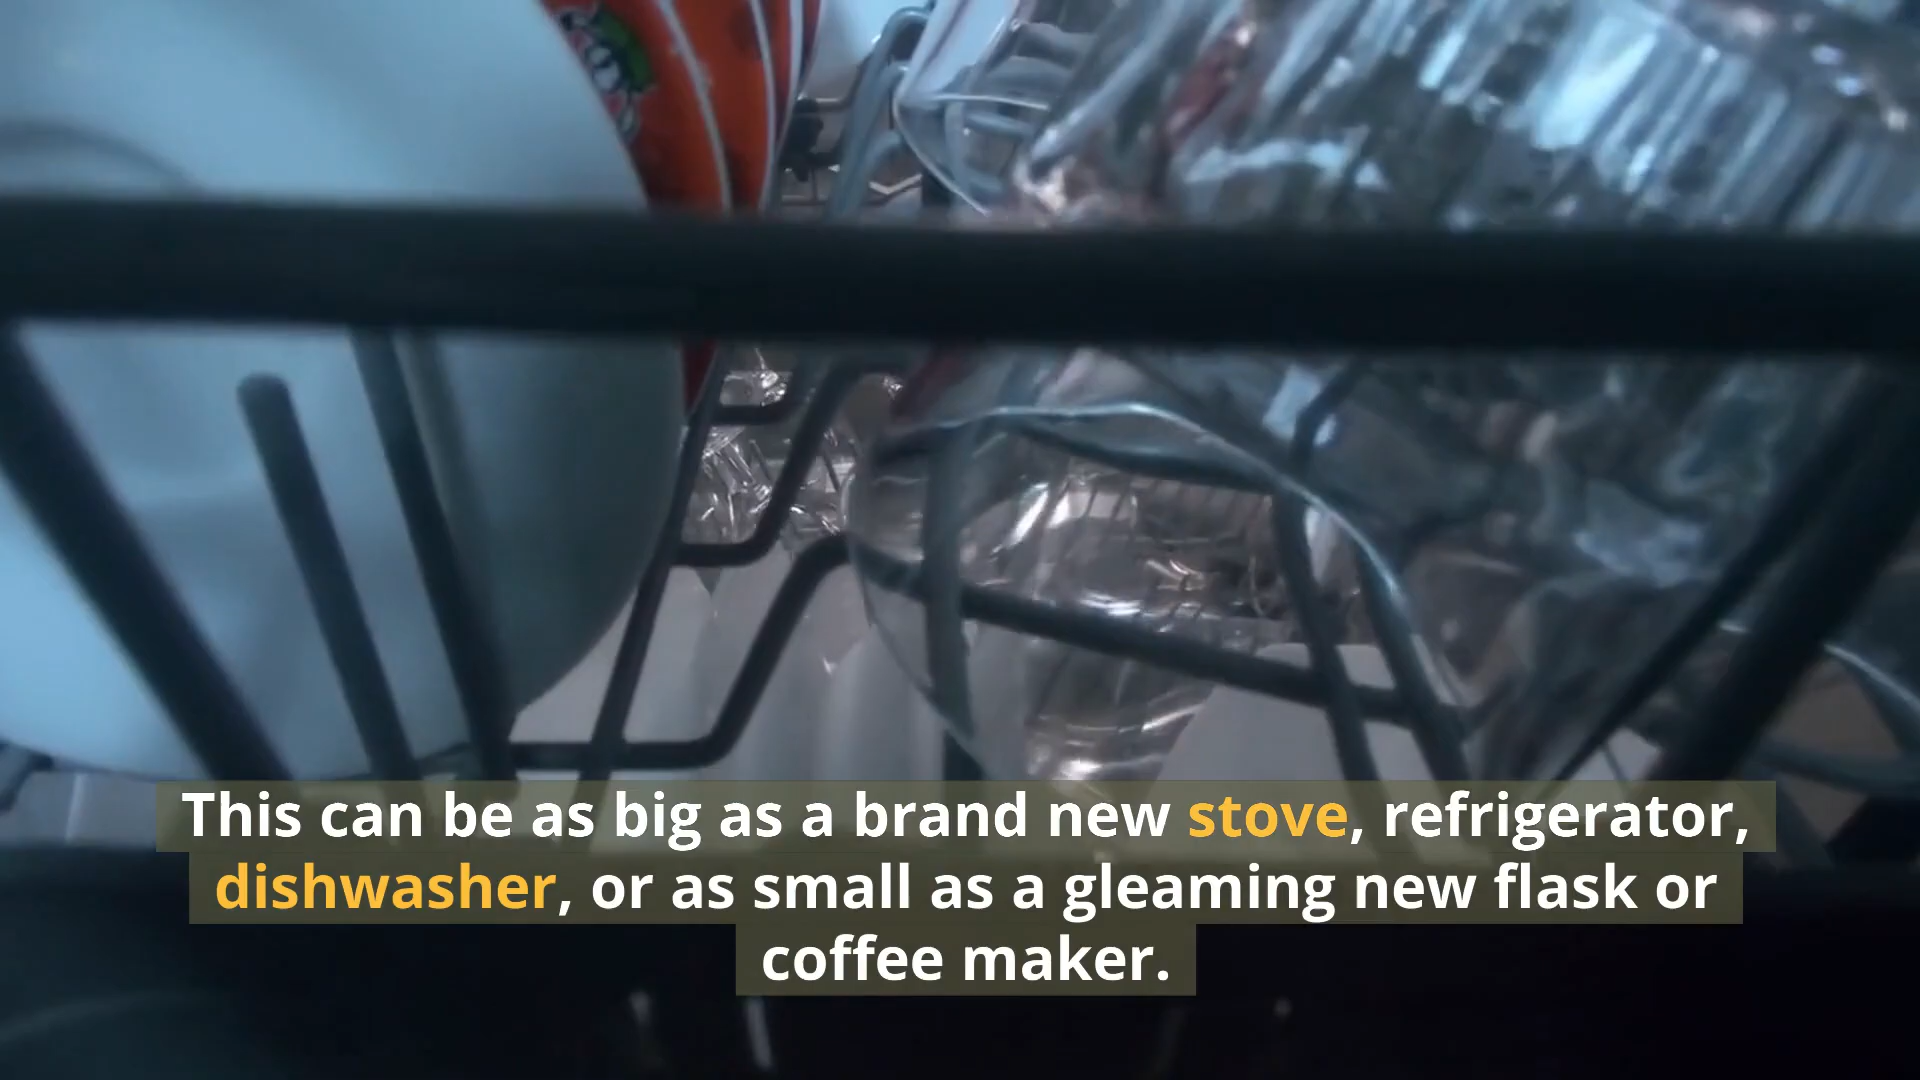 This can be as big as a brand new stove, refrigerator,
dishwasher, or as small as a gleaming new flask or
coffee maker.